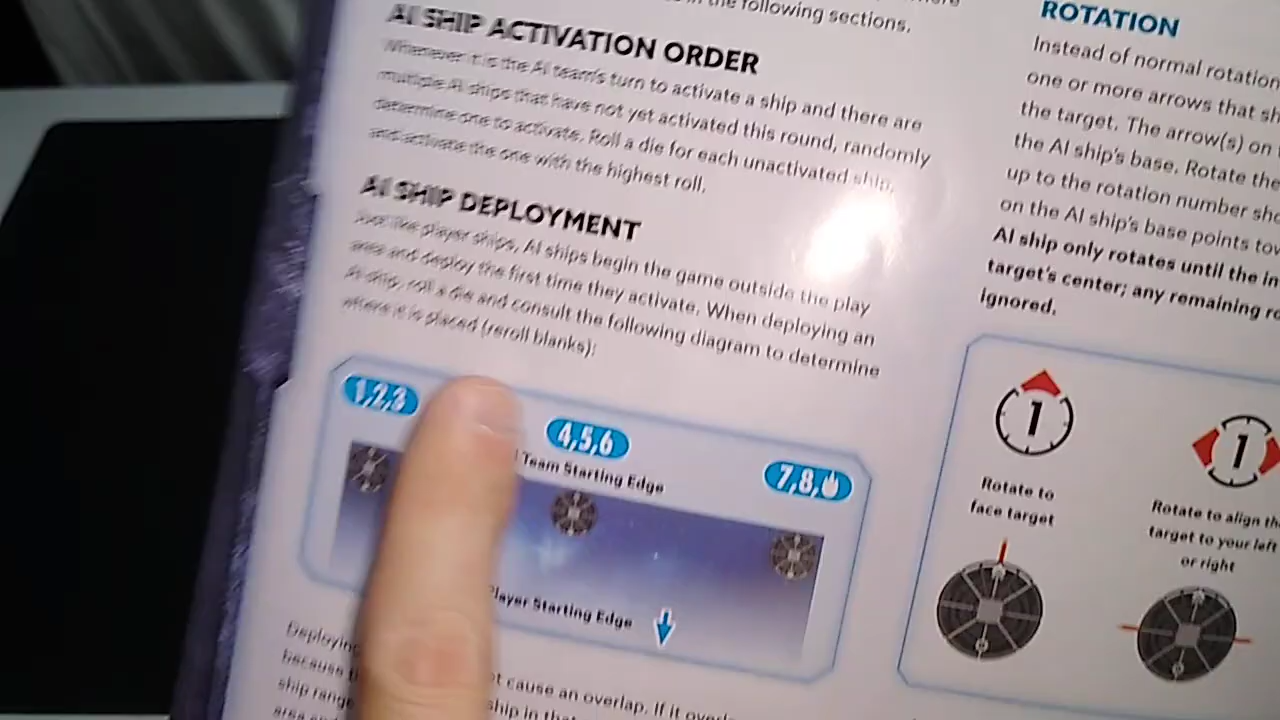 the following sections.
AI SHIP ACTIVATION ORDER
Whenever it is the AI team's turn to activate a ship and there are
multiple AI ships that have not yet activated this round, randomly
determine one to activate. Roll a die for each unactivated ship,
and activate the one with the highest roll.
AI SHIP DEPLOYMENT
Just like player ships, AI ships begin the game outside the play
area and deploy the first time they activate. When deploying an
AI ship, roll a die and consult the following diagram to determine
where it is placed (reroll blanks):
1,2,3
4,5,6
7,8,
Team Starting Edge
Player Starting Edge
Deploying
because
not cause an overlap. If it
ship range
ship in that
area and
ROTATION
Instead of normal rotation
one or more arrows that
the target. The arrow(s) on
the AI ship's base. Rotate the
up to the rotation number
on the AI ship's base points
AI ship only rotates until the
target's center; any remaining
ignored.
1
1
Rotate to
face target
Rotate to align
target to your left
or right